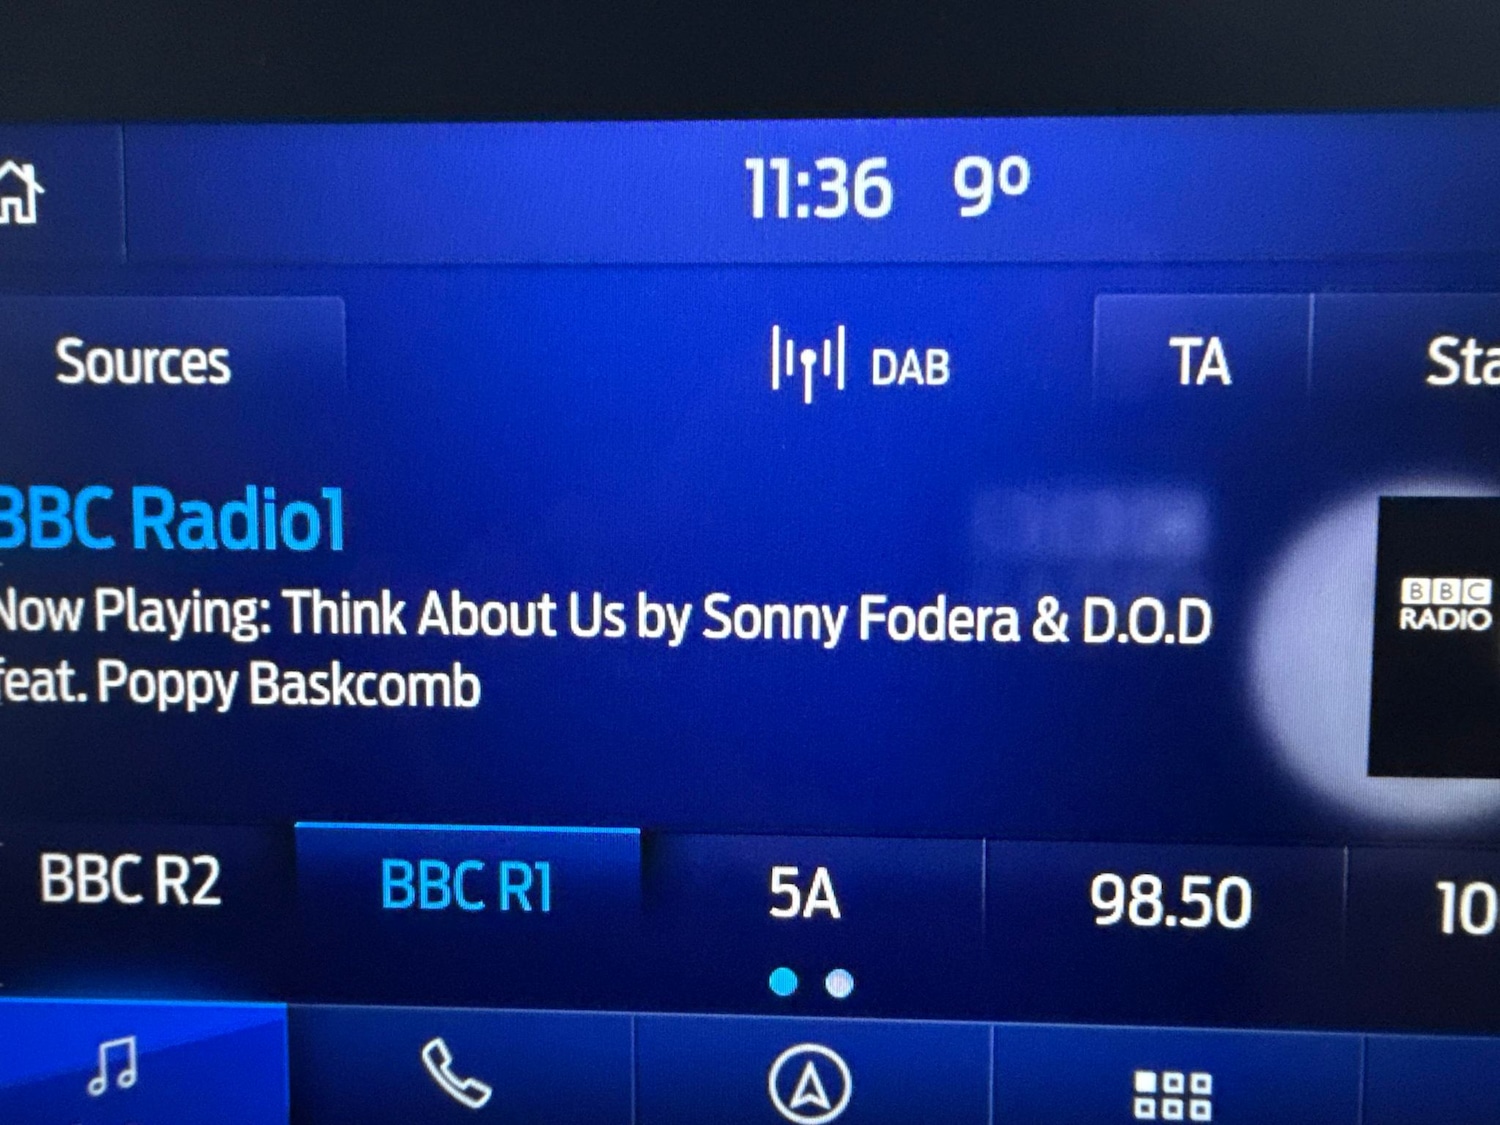 11:36 9°
Sources DAB TA Sta
BBC Radio1
Now Playing: Think About Us by Sonny Fodera & D.O.D
feat. Poppy Baskcomb
BBC RADIO
BBC R2 BBC R1 5A 98.50 10